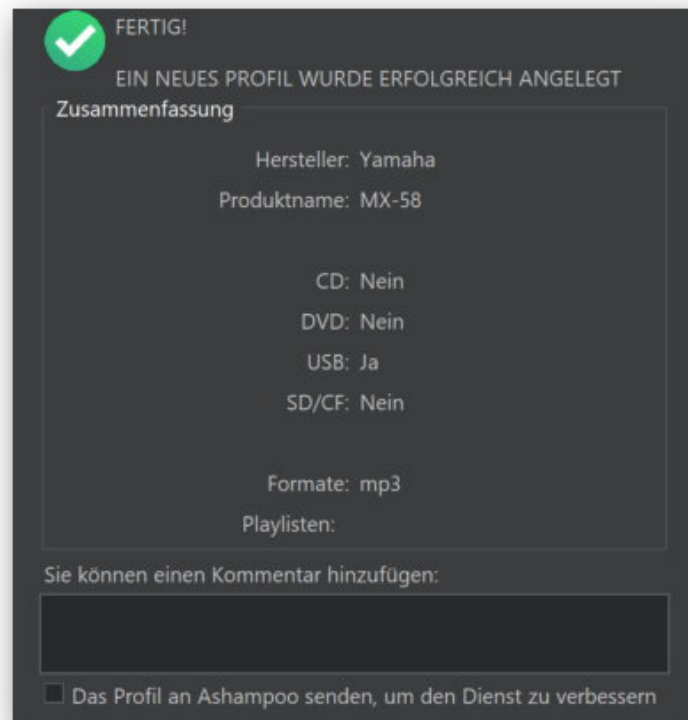 FERTIG!
EIN NEUES PROFIL WURDE ERFOLGREICH ANGELEGT
Zusammenfassung
Hersteller: Yamaha
Produktname: MX-58
CD: Nein
DVD: Nein
USB: Ja
SD/CF: Nein
Formate: mp3
Playlisten:
Sie können einen Kommentar hinzufügen:
Das Profil an Ashampoo senden, um den Dienst zu verbessern